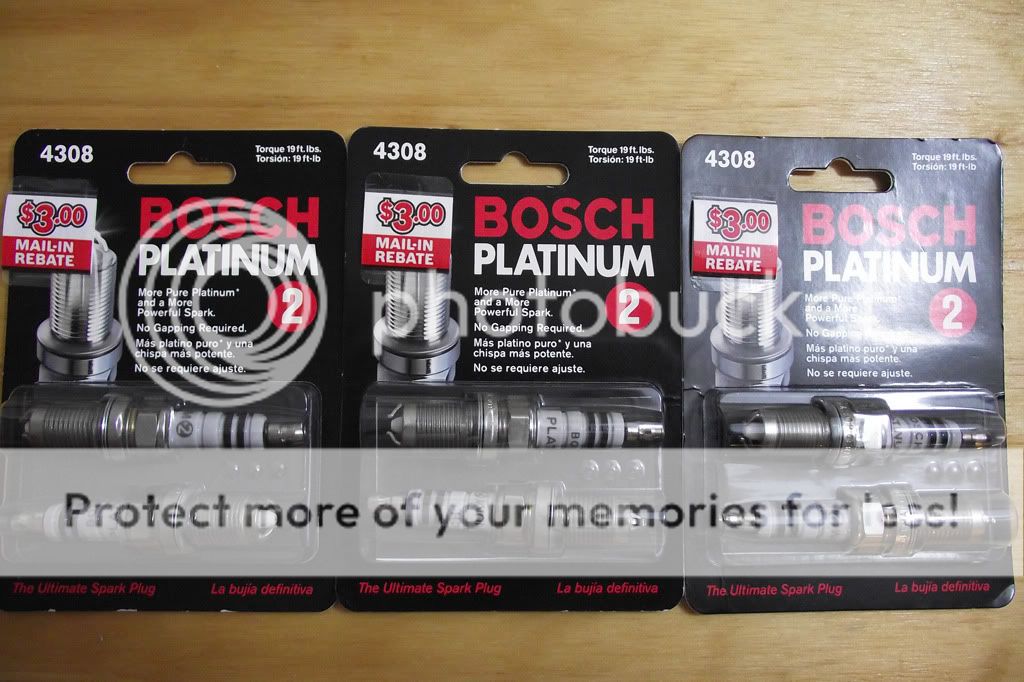 4308
Torque 19 ft. lbs.
Torsión: 19 ft-lb
$3.00
MAIL-IN
REBATE
BOSCH
PLATINUM
2
More Pure Platinum*
and a More
Powerful Spark.
No Gapping Required.
Más platino puro* y una
chispa más potente.
No se requiere ajuste.
The Ultimate Spark Plug
La bujía definitiva
4308
Torque 19 ft. lbs.
Torsión: 19 ft-lb
$3.00
MAIL-IN
REBATE
BOSCH
PLATINUM
2
More Pure Platinum*
and a More
Powerful Spark.
No Gapping Required.
Más platino puro* y una
chispa más potente.
No se requiere ajuste.
The Ultimate Spark Plug
La bujía definitiva
4308
Torque 19 ft. lbs.
Torsión: 19 ft-lb
$3.00
MAIL-IN
REBATE
BOSCH
PLATINUM
2
More Pure Platinum*
and a More
Powerful Spark.
No Gapping Required.
Más platino puro* y una
chispa más potente.
No se requiere ajuste.
The Ultimate Spark Plug
La bujía definitiva
photobucket
Protect more of your memories for less!